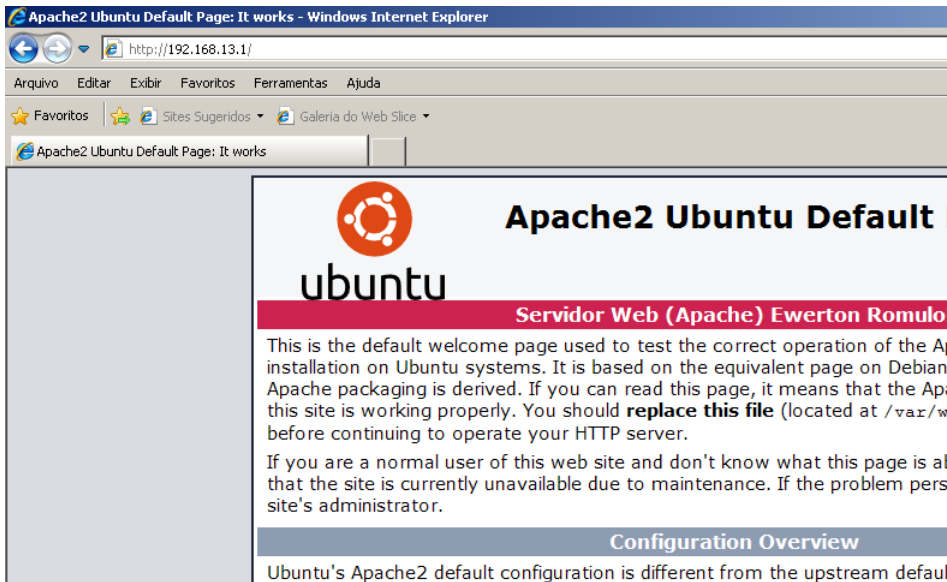 Apache2 Ubuntu Default Page: It works - Windows Internet Explorer
http://192.168.13.1/
Arquivo Editar Exibir Favoritos Ferramentas Ajuda
Favoritos Sites Sugeridos Galeria do Web Slice
Apache2 Ubuntu Default Page: It works
Apache2 Ubuntu Default
ubuntu
Servidor Web (Apache) Ewerton Romulo
This is the default welcome page used to test the correct operation of the
installation on Ubuntu systems. It is based on the equivalent page on Debian
Apache packaging is derived. If you can read this page, it means that the
this site is working properly. You should replace this file (located at /var/w
before continuing to operate your HTTP server.
If you are a normal user of this web site and don't know what this page is
that the site is currently unavailable due to maintenance. If the problem
site's administrator.
Configuration Overview
Ubuntu's Apache2 default configuration is different from the upstream